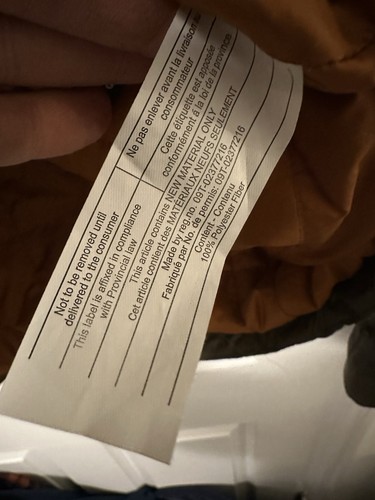 Not to be removed until
delivered to the consumer
Ne pas enlever avant la livraison au
consommateur
This label is affixed in compliance
with Provincial law
Cette étiquette est apposée
conformément á la loi de la province
This article contains NEW MATERIAL ONLY
Cet article contient des MATÉRIAUX NEUFS SEULEMENT
Made by reg.no. 09T-02377216
Fabriqué par No. de permis: 09T-02377216
Content - Contenu
100% Polyester Fiber